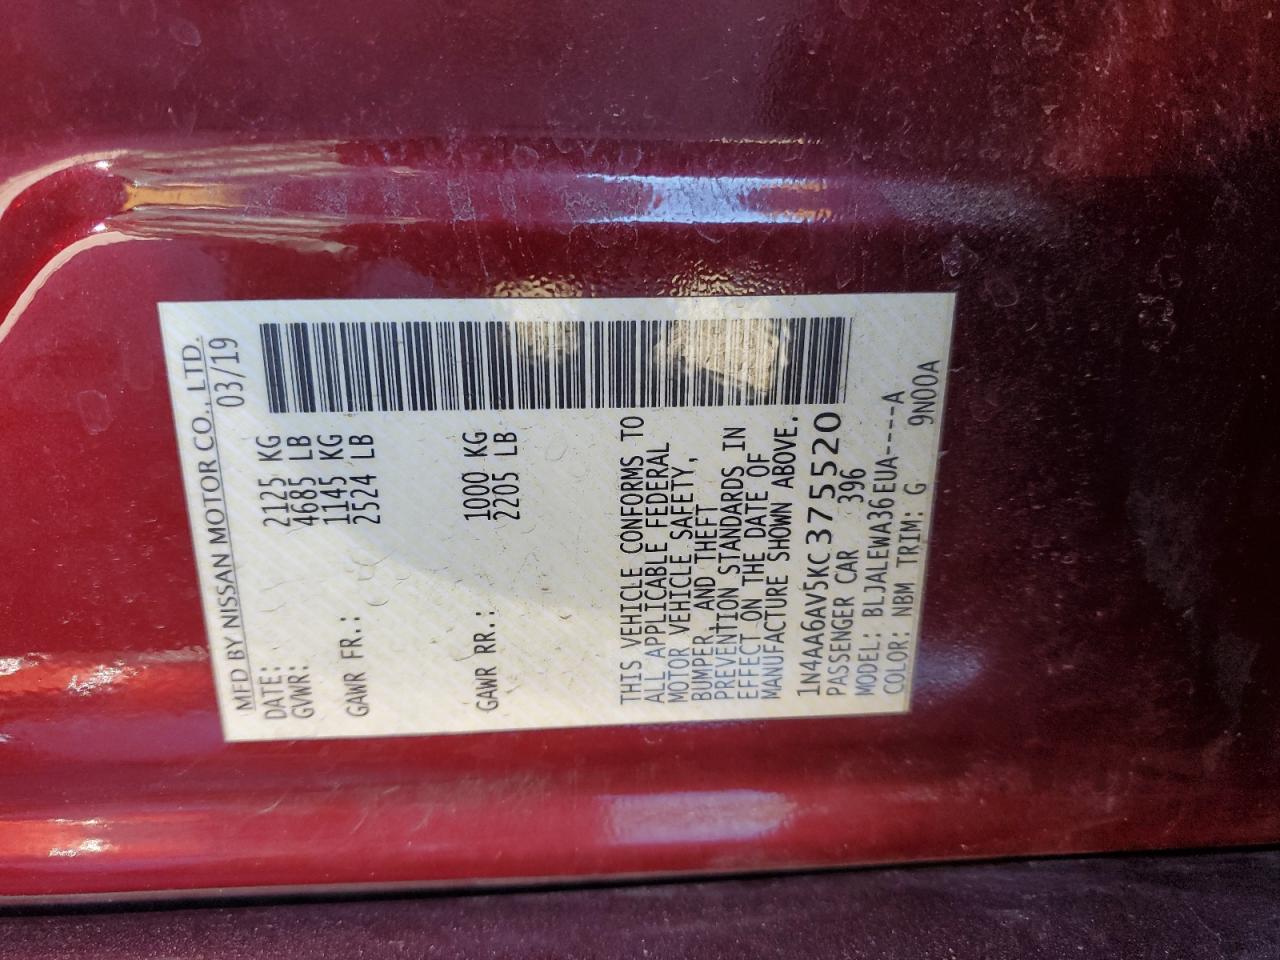 MFD BY NISSAN MOTOR CO., LTD.
DATE: 03/19
GVWR: 2125 KG
4685 LB
GAWR FR.: 1145 KG
2524 LB
GAWR RR.: 1000 KG
2205 LB
THIS VEHICLE CONFORMS TO
ALL APPLICABLE FEDERAL
MOTOR VEHICLE SAFETY,
BUMPER, AND THEFT
PREVENTION STANDARDS IN
EFFECT ON THE DATE OF
MANUFACTURE SHOWN ABOVE.
1N4AA6AV5KC375520
PASSENGER CAR 396
MODEL: BLJALEWA36EUA----A
COLOR: NBM TRIM: G 9N00A